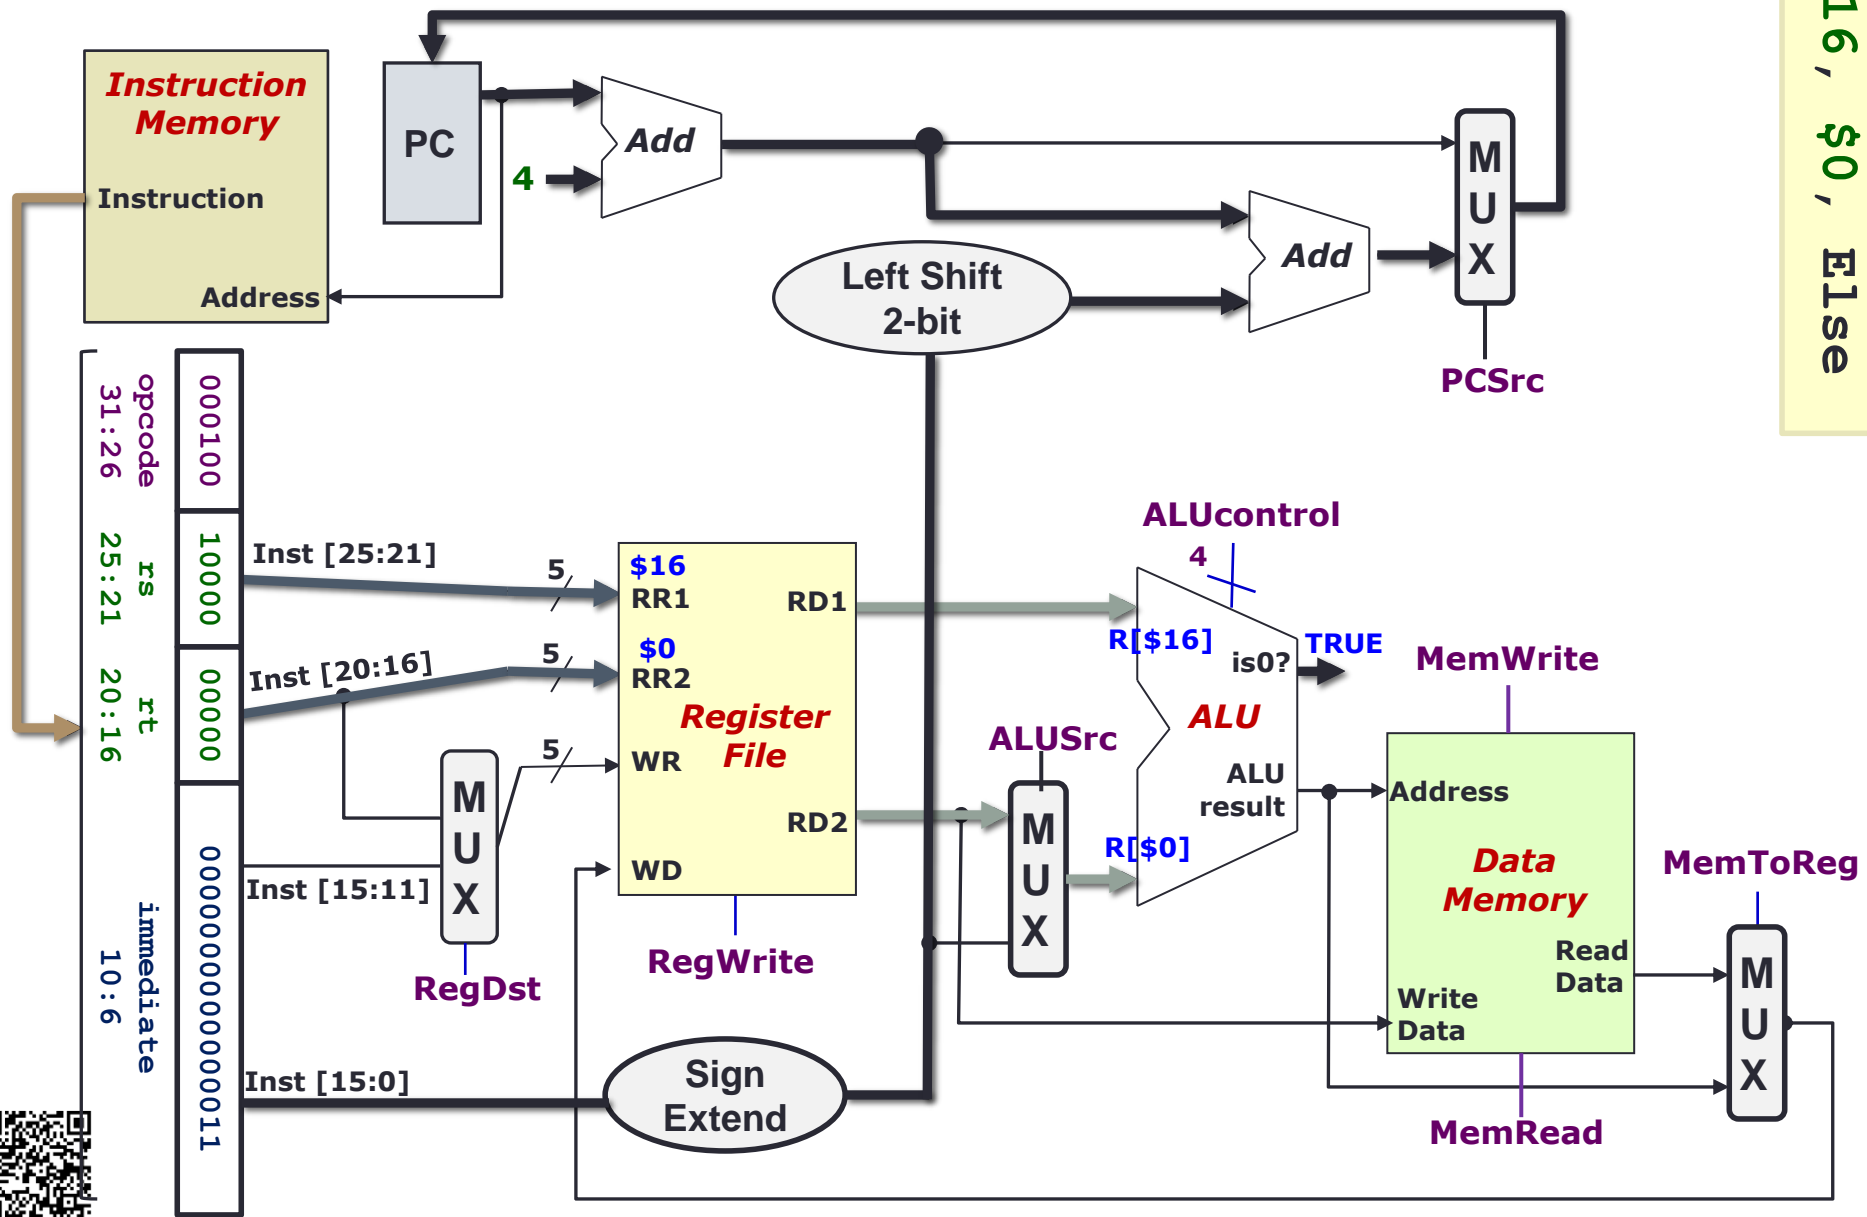 Instruction
Memory
Instruction
Address
PC
4
Add
Add
Left Shift
2-bit
M
U
X
PCSrc
16, $0, Else
opcode
31:26
000100
rs
25:21
10000
rt
20:16
00000
immediate
10:6
0000000000000011
Inst [25:21]
5
Inst [20:16]
5
5
Inst [15:11]
Inst [15:0]
M
U
X
RegDst
$16
RR1
$0
RR2
WR
WD
RD1
RD2
Register
File
RegWrite
Sign
Extend
ALUSrc
M
U
X
ALUcontrol
4
R[$16]
is0?
TRUE
ALU
ALU
result
R[$0]
MemWrite
Address
Data
Memory
Read
Data
Write
Data
MemRead
MemToReg
M
U
X